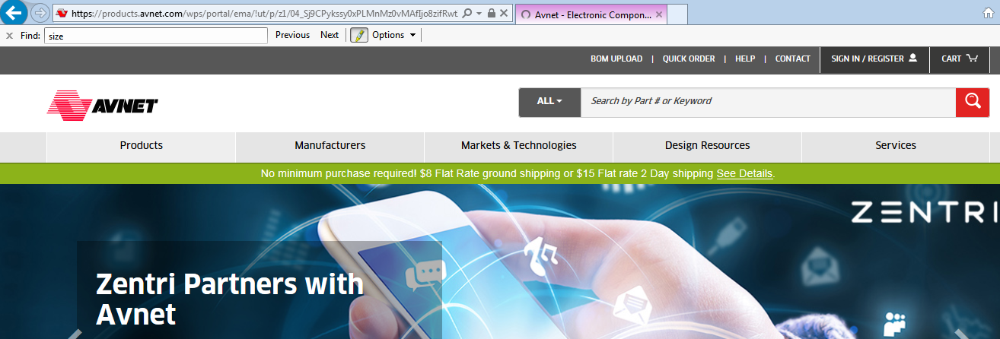 https://products.avnet.com/wps/portal/ema/!ut/p/z1/04_Sj9CPykssy0xPLMnMz0vMAfIjo8zifRwt
Avnet - Electronic Compon...
Find: size Previous Next Options
BOM UPLOAD | QUICK ORDER | HELP | CONTACT SIGN IN / REGISTER CART
AVNET
ALL Search by Part # or Keyword
Products Manufacturers Markets & Technologies Design Resources Services
No minimum purchase required! $8 Flat Rate ground shipping or $15 Flat rate 2 Day shipping See Details.
ZENTRI
Zentri Partners with
Avnet